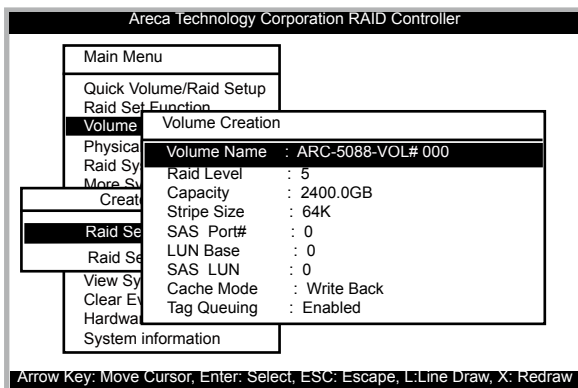 Areca Technology Corporation RAID Controller
Main Menu
Quick Volume/Raid Setup
Raid Set Function
Volume
Physica
Raid Sy
More Sy
Creat
Raid Se
Raid Se
View Sy
Clear Ev
Hardwar
System information
Volume Creation
Volume Name : ARC-5088-VOL# 000
Raid Level : 5
Capacity : 2400.0GB
Stripe Size : 64K
SAS Port# : 0
LUN Base : 0
SAS LUN : 0
Cache Mode : Write Back
Tag Queuing : Enabled
Arrow Key: Move Cursor, Enter: Select, ESC: Escape, L:Line Draw, X: Redraw